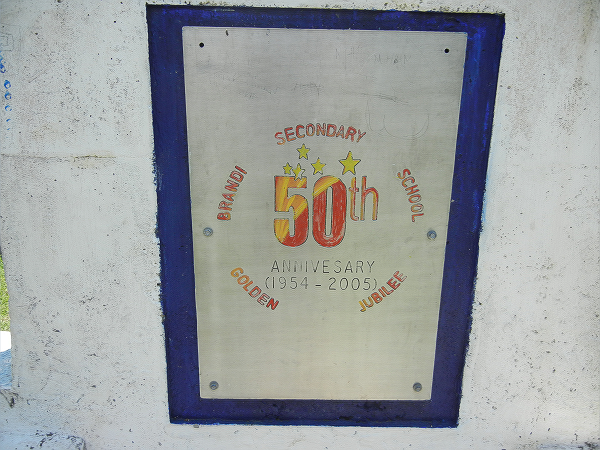 SECONDARY
BRANDI
SCHOOL
50th
ANNIVESARY
(1954 - 2005)
GOLDEN
JUBILEE